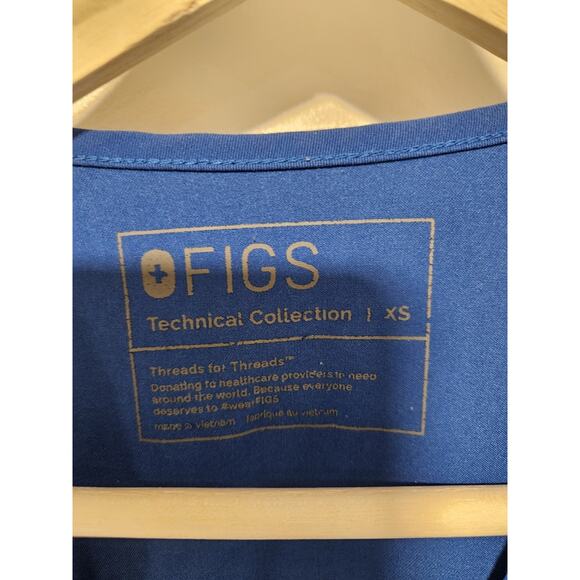 FIGS
Technical Collection | XS
Threads for Threads™
Donating to healthcare providers in need
around the world. Because everyone
deserves to #wearFIGS
made in vietnam fabriqué au vietnam